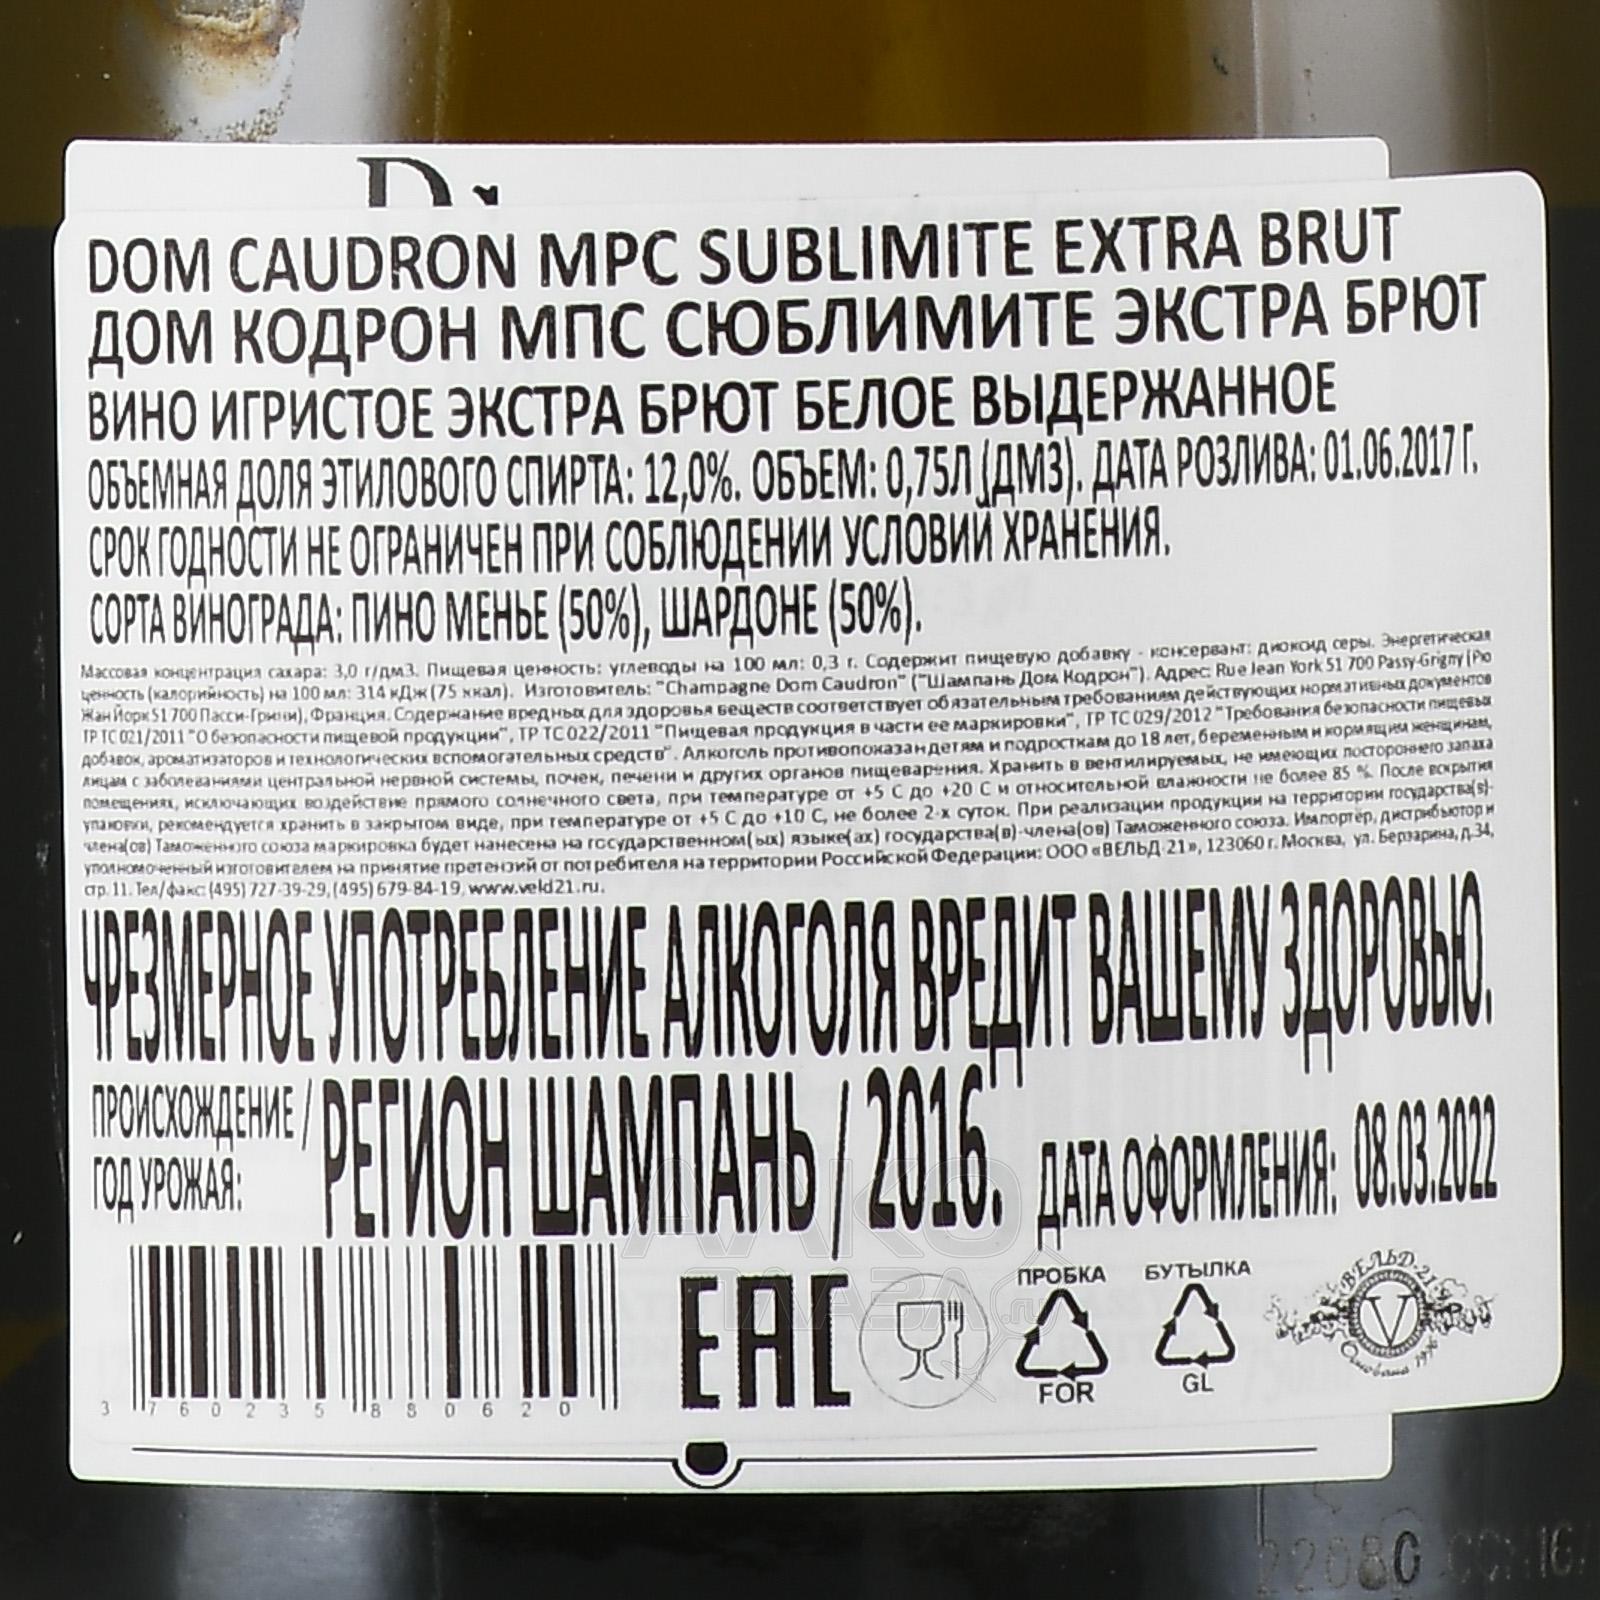 DOM CAUDRON MPC SUBLIMITE EXTRA BRUT
ДОМ КОДРОН МПС СЮБЛИМИТЕ ЭКСТРА БРЮТ
ВИНО ИГРИСТОЕ ЭКСТРА БРЮТ БЕЛОЕ ВЫДЕРЖАННОЕ
ОБЪЕМНАЯ ДОЛЯ ЭТИЛОВОГО СПИРТА: 12,0%. ОБЪЕМ: 0,75Л (ДМ3). ДАТА РОЗЛИВА: 01.06.2017 Г.
СРОК ГОДНОСТИ НЕ ОГРАНИЧЕН ПРИ СОБЛЮДЕНИИ УСЛОВИЙ ХРАНЕНИЯ.
СОРТА ВИНОГРАДА: ПИНО МЕНЬЕ (50%), ШАРДОНЕ (50%).
Массовая концентрация сахара: 3,0 г/дм3. Пищевая ценность: углеводы на 100 мл: 0,3 г. Содержит пищевую добавку - консервант: диоксид серы. Энергетическая
ценность (калорийность) на 100 мл: 314 кДж (75 ккал). Изготовитель: "Champagne Dom Caudron" ("Шампань Дом Кодрон"). Адрес: Rue Jean York 51 700 Passy-Grigny (Рю
Жан Йорк 51 700 Пасси-Грини), Франция. Содержание вредных для здоровья веществ соответствует обязательным требованиям действующих нормативных документов
ТР ТС 021/2011 "О безопасности пищевой продукции", ТР ТС 022/2011 "Пищевая продукция в части ее маркировки", ТР ТС 029/2012 "Требования безопасности пищевых
добавок, ароматизаторов и технологических вспомогательных средств". Алкоголь противопоказан детям и подросткам до 18 лет, беременным и кормящим женщинам,
лицам с заболеваниями центральной нервной системы, почек, печени и других органов пищеварения. Хранить в вентилируемых, не имеющих постороннего запаха
помещениях, исключающих воздействие прямого солнечного света, при температуре от +5 С до +20 С и относительной влажности не более 85 %. После вскрытия
упаковки, рекомендуется хранить в закрытом виде, при температуре от +5 С до +10 С, не более 2-х суток. При реализации продукции на территории государства(в)-
члена(ов) Таможенного союза маркировка будет нанесена на государственном(ых) языке(ах) государства(в)-члена(ов) Таможенного союза. Импортёр, дистрибьютор и
уполномоченный изготовителем на принятие претензий от потребителя на территории Российской Федерации: ООО «ВЕЛЬД-21», 123060 г. Москва, ул. Берзарина, д.34,
стр. 11. Тел/факс: (495) 727-39-29, (495) 679-84-19, www.veld21.ru.
ЧРЕЗМЕРНОЕ УПОТРЕБЛЕНИЕ АЛКОГОЛЯ ВРЕДИТ ВАШЕМУ ЗДОРОВЬЮ.
ПРОИСХОЖДЕНИЕ /
ГОД УРОЖАЯ:
РЕГИОН ШАМПАНЬ / 2016.
ДАТА ОФОРМЛЕНИЯ: 08.03.2022
3760235880620
EAC
ПРОБКА
FOR
БУТЫЛКА
GL
ВЕЛЬД-21
V
Основана 1996
АЛКО
ПЛАЗА.ru